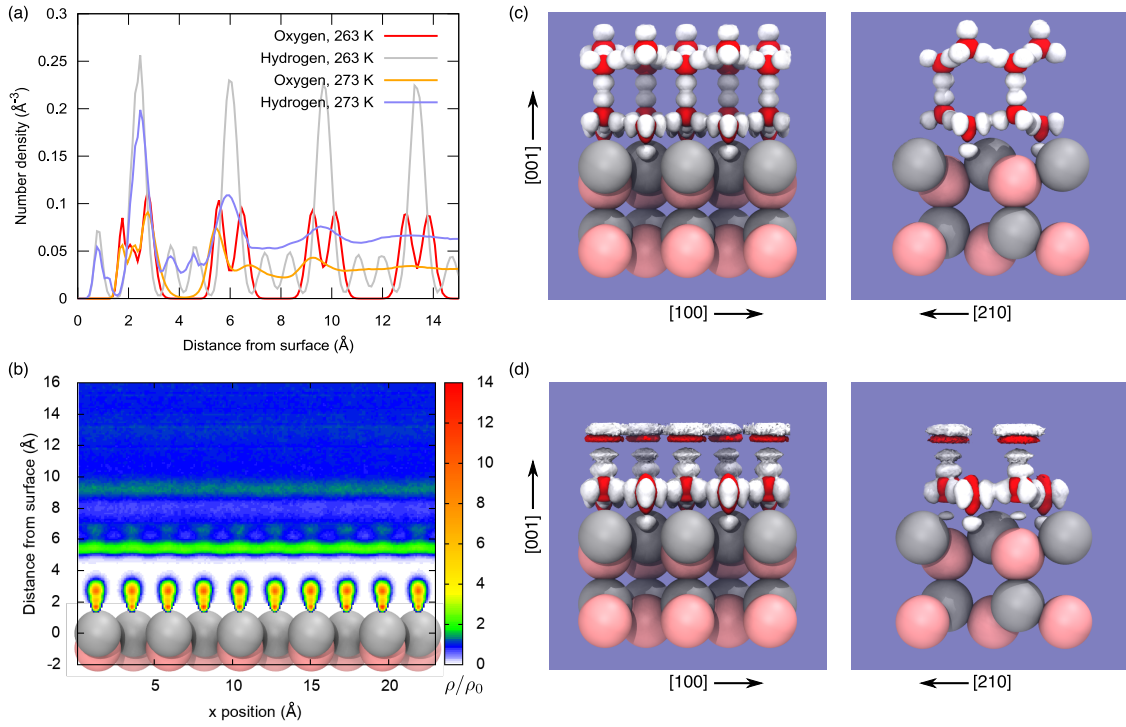 (a)
Number density (Å⁻³)
0.3
0.25
0.2
0.15
0.1
0.05
0
Oxygen, 263 K
Hydrogen, 263 K
Oxygen, 273 K
Hydrogen, 273 K
0 2 4 6 8 10 12 14
Distance from surface (Å)
(b)
Distance from surface (Å)
16
14
12
10
8
6
4
2
0
-2
5 10 15 20
x position (Å)
14
12
10
8
6
4
2
0
ρ/ρ₀
(c)
[001]
[100]
[210]
(d)
[001]
[100]
[210]